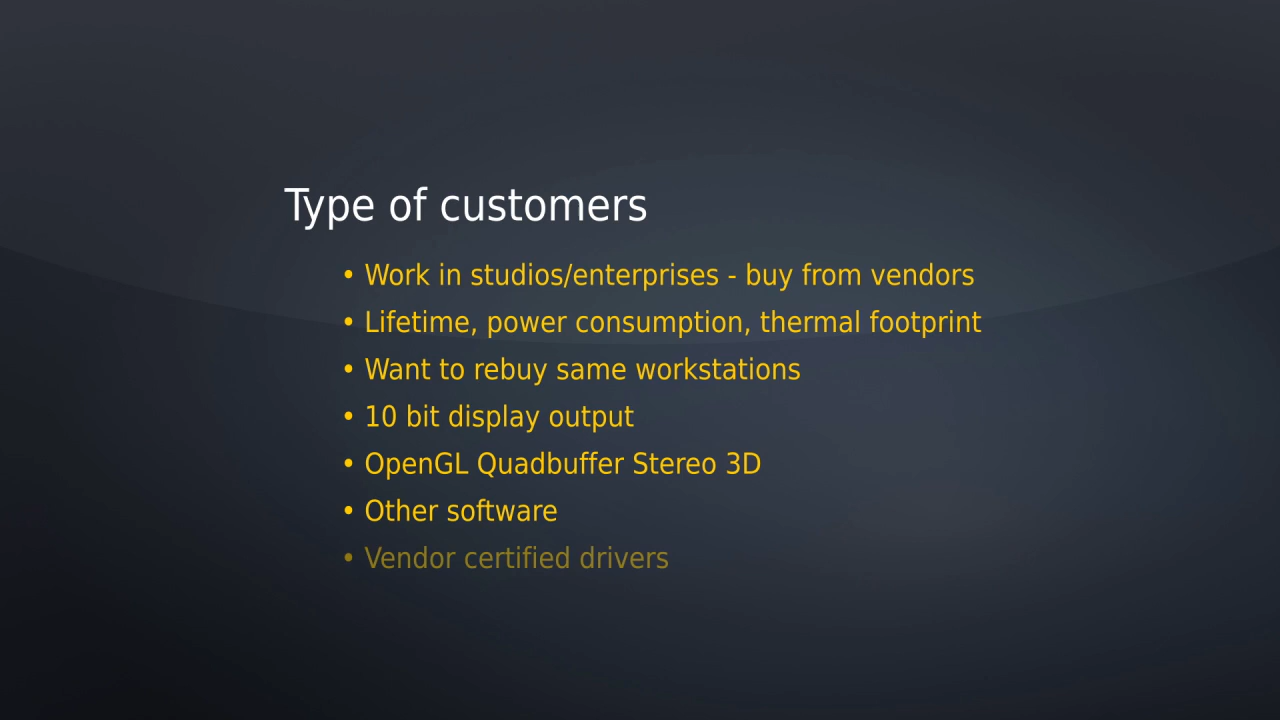 Type of customers
• Work in studios/enterprises - buy from vendors
• Lifetime, power consumption, thermal footprint
• Want to rebuy same workstations
• 10 bit display output
• OpenGL Quadbuffer Stereo 3D
• Other software
• Vendor certified drivers